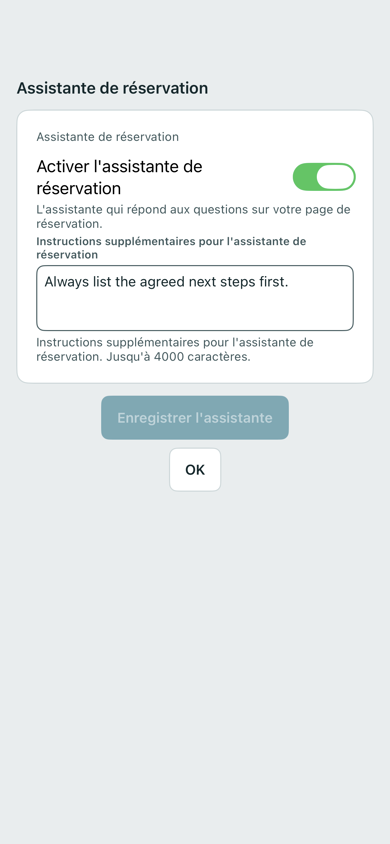 Assistante de réservation
Assistante de réservation
Activer l'assistante de
réservation
L'assistante qui répond aux questions sur votre page de
réservation.
Instructions supplémentaires pour l'assistante de
réservation
Always list the agreed next steps first.
Instructions supplémentaires pour l'assistante de
réservation. Jusqu'à 4000 caractères.
Enregistrer l'assistante
OK